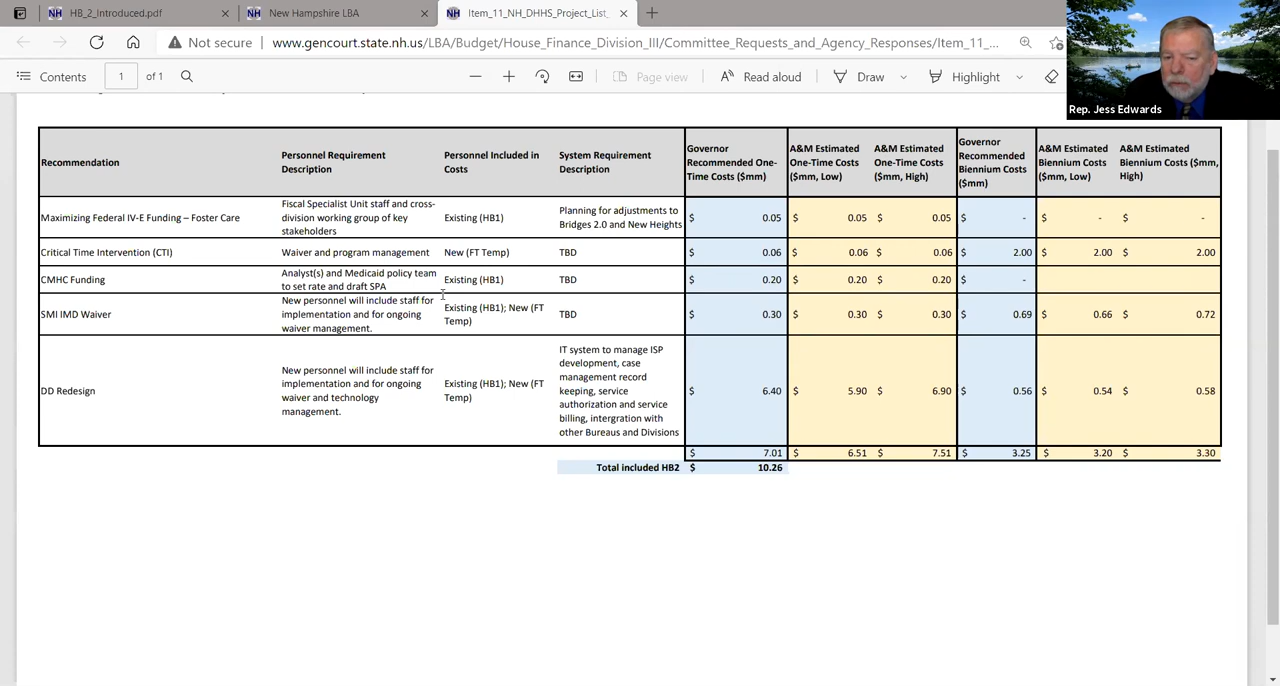 HB_2_Introduced.pdf
New Hampshire LBA
Item_11_NH_DHHS_Project_List_
Not secure
www.gencourt.state.nh.us/LBA/Budget/House_Finance_Division_III/Committee_Requests_and_Agency_Responses/Item_11_...
Contents
1
of 1
Page view
Read aloud
Draw
Highlight
Rep. Jess Edwards
Recommendation
Personnel Requirement
Description
Personnel Included in
Costs
System Requirement
Description
Governor
Recommended One-
Time Costs ($mm)
A&M Estimated
One-Time Costs
($mm, Low)
A&M Estimated
One-Time Costs
($mm, High)
Governor
Recommended
Biennium Costs
($mm)
A&M Estimated
Biennium Costs
($mm, Low)
A&M Estimated
Biennium Costs ($mm,
High)
Maximizing Federal IV-E Funding – Foster Care
Fiscal Specialist Unit staff and cross-
division working group of key
stakeholders
Existing (HB1)
Planning for adjustments to
Bridges 2.0 and New Heights
$ 0.05
0.05
$ 0.05
$ -
$ -
$ -
Critical Time Intervention (CTI)
Waiver and program management
New (FT Temp)
TBD
$ 0.06
$ 0.06
$ 0.06
$ 2.00
$ 2.00
$ 2.00
CMHC Funding
Analyst(s) and Medicaid policy team
to set rate and draft SPA
Existing (HB1)
TBD
$ 0.20
$ 0.20
$ 0.20
$ -
SMI IMD Waiver
New personnel will include staff for
implementation and for ongoing
waiver management.
Existing (HB1); New (FT
Temp)
TBD
$ 0.30
$ 0.30
$ 0.30
$ 0.69
$ 0.66
$ 0.72
DD Redesign
New personnel will include staff for
implementation and for ongoing
waiver and technology
management.
Existing (HB1); New (FT
Temp)
IT system to manage ISP
development, case
management record
keeping, service
authorization and service
billing, intergration with
other Bureaus and Divisions
$ 6.40
$ 5.90
$ 6.90
$ 0.56
$ 0.54
$ 0.58
$ 7.01
$ 6.51
$ 7.51
$ 3.25
$ 3.20
$ 3.30
Total included HB2 $ 10.26